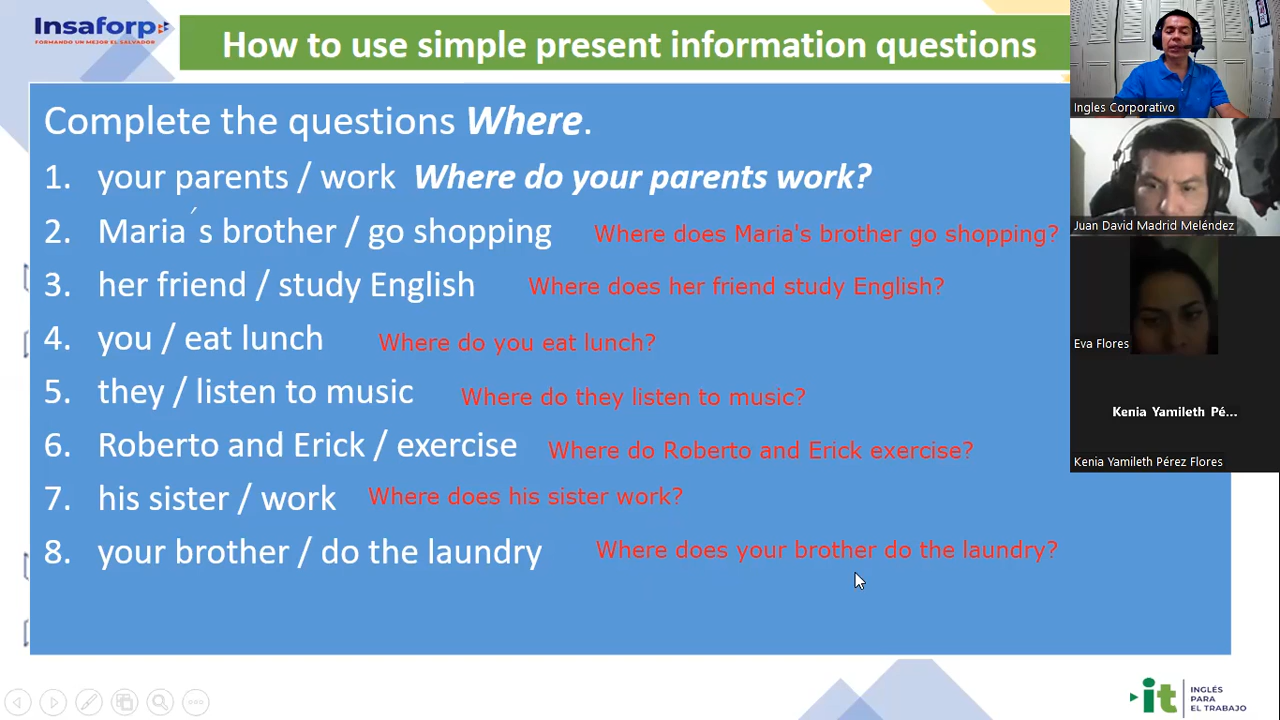 Insaforp
FORMANDO UN MEJOR EL SALVADOR
How to use simple present information questions
Complete the questions Where.
1. your parents / work Where do your parents work?
2. Maria´s brother / go shopping Where does Maria's brother go shopping?
3. her friend / study English Where does her friend study English?
4. you / eat lunch Where do you eat lunch?
5. they / listen to music Where do they listen to music?
6. Roberto and Erick / exercise Where do Roberto and Erick exercise?
7. his sister / work Where does his sister work?
8. your brother / do the laundry Where does your brother do the laundry?
Ingles Corporativo
Juan David Madrid Meléndez
Eva Flores
Kenia Yamileth Pé...
Kenia Yamileth Pérez Flores
it
INGLÉS
PARA
EL TRABAJO